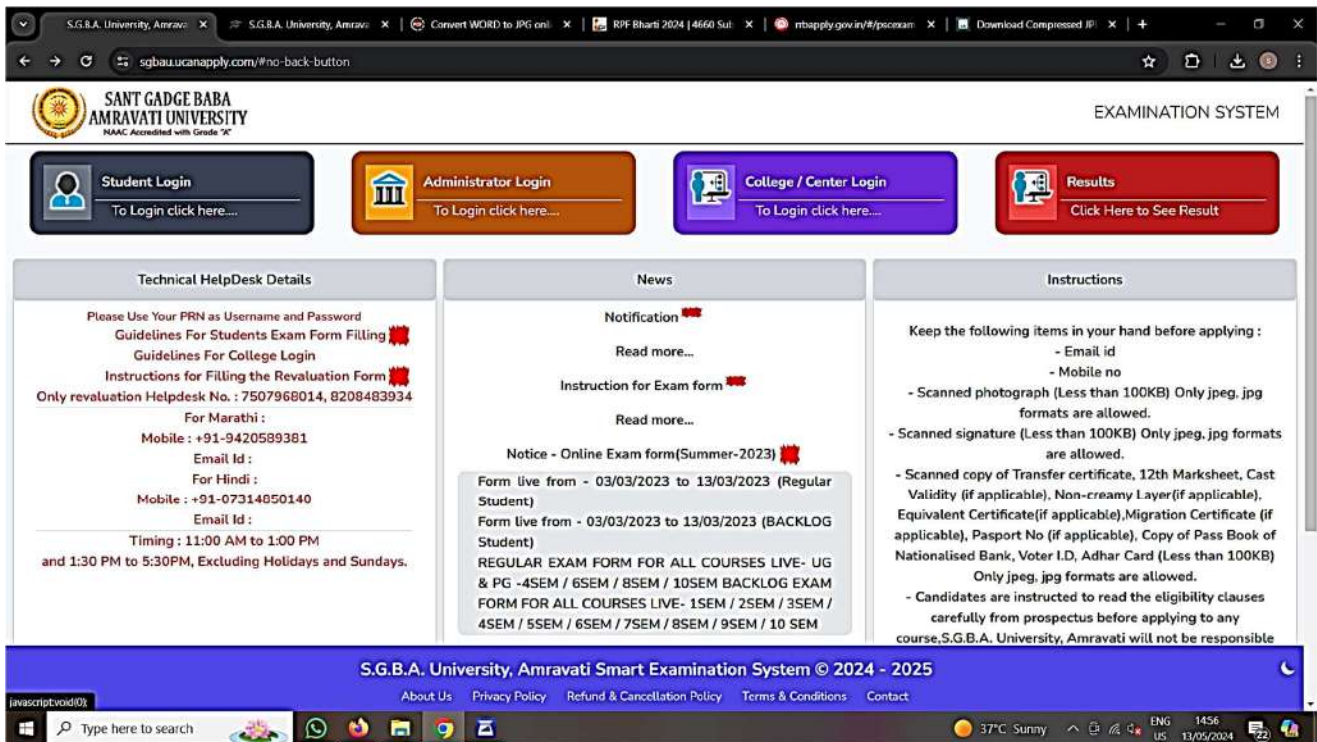 S.G.B.A. University, Amrava
S.G.B.A. University, Amrava
Convert WORD to JPG onl
RPF Bharti 2024 | 4660 Sub
rrbapply.gov.in/#/pscexam
Download Compressed JP
sgbau.ucanapply.com/#no-back-button
SANT GADGE BABA
AMRAVATI UNIVERSITY
NAAC Accredited with Grade "A"
EXAMINATION SYSTEM
Student Login
To Login click here....
Administrator Login
To Login click here....
College / Center Login
To Login click here....
Results
Click Here to See Result
Technical HelpDesk Details
Please Use Your PRN as Username and Password
Guidelines For Students Exam Form Filling
Guidelines For College Login
Instructions for Filling the Revaluation Form
Only revaluation Helpdesk No. : 7507968014, 8208483934
For Marathi :
Mobile : +91-9420589381
Email Id :
For Hindi :
Mobile : +91-07314850140
Email Id :
Timing : 11:00 AM to 1:00 PM
and 1:30 PM to 5:30PM, Excluding Holidays and Sundays.
News
Notification
Read more...
Instruction for Exam form
Read more...
Notice - Online Exam form(Summer-2023)
Form live from - 03/03/2023 to 13/03/2023 (Regular
Student)
Form live from - 03/03/2023 to 13/03/2023 (BACKLOG
Student)
REGULAR EXAM FORM FOR ALL COURSES LIVE- UG
& PG -4SEM / 6SEM / 8SEM / 10SEM BACKLOG EXAM
FORM FOR ALL COURSES LIVE- 1SEM / 2SEM / 3SEM /
4SEM / 5SEM / 6SEM / 7SEM / 8SEM / 9SEM / 10 SEM
Instructions
Keep the following items in your hand before applying :
- Email id
- Mobile no
- Scanned photograph (Less than 100KB) Only jpeg, jpg
formats are allowed.
- Scanned signature (Less than 100KB) Only jpeg, jpg formats
are allowed.
- Scanned copy of Transfer certificate, 12th Marksheet, Cast
Validity (if applicable), Non-creamy Layer(if applicable),
Equivalent Certificate(if applicable),Migration Certificate (if
applicable), Pasport No (if applicable), Copy of Pass Book of
Nationalised Bank, Voter I.D, Adhar Card (Less than 100KB)
Only jpeg, jpg formats are allowed.
- Candidates are instructed to read the eligibility clauses
carefully from prospectus before applying to any
course,S.G.B.A. University, Amravati will not be responsible
S.G.B.A. University, Amravati Smart Examination System © 2024 - 2025
About Us Privacy Policy Refund & Cancellation Policy Terms & Conditions Contact
javascript:void(0);
Type here to search
37°C Sunny
ENG
US
14:56
13/05/2024
22